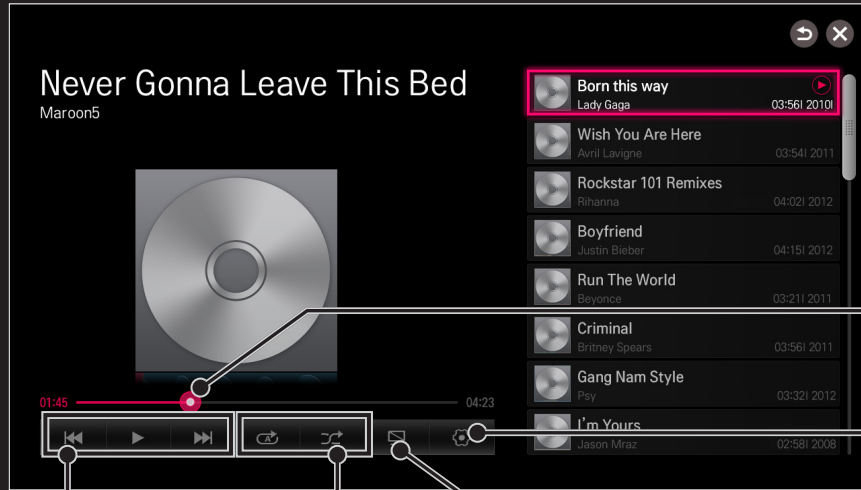 Never Gonna Leave This Bed
Maroon5
01:45
04:23
Born this way
Lady Gaga 03:56| 2010|
Wish You Are Here
Avril Lavigne 03:54| 2011
Rockstar 101 Remixes
Rihanna 04:02| 2012
Boyfriend
Justin Bieber 04:15| 2012
Run The World
Beyonce 03:21| 2011
Criminal
Britney Spears 03:56| 2011
Gang Nam Style
Psy 03:32| 2012
I'm Yours
Jason Mraz 02:58| 2008